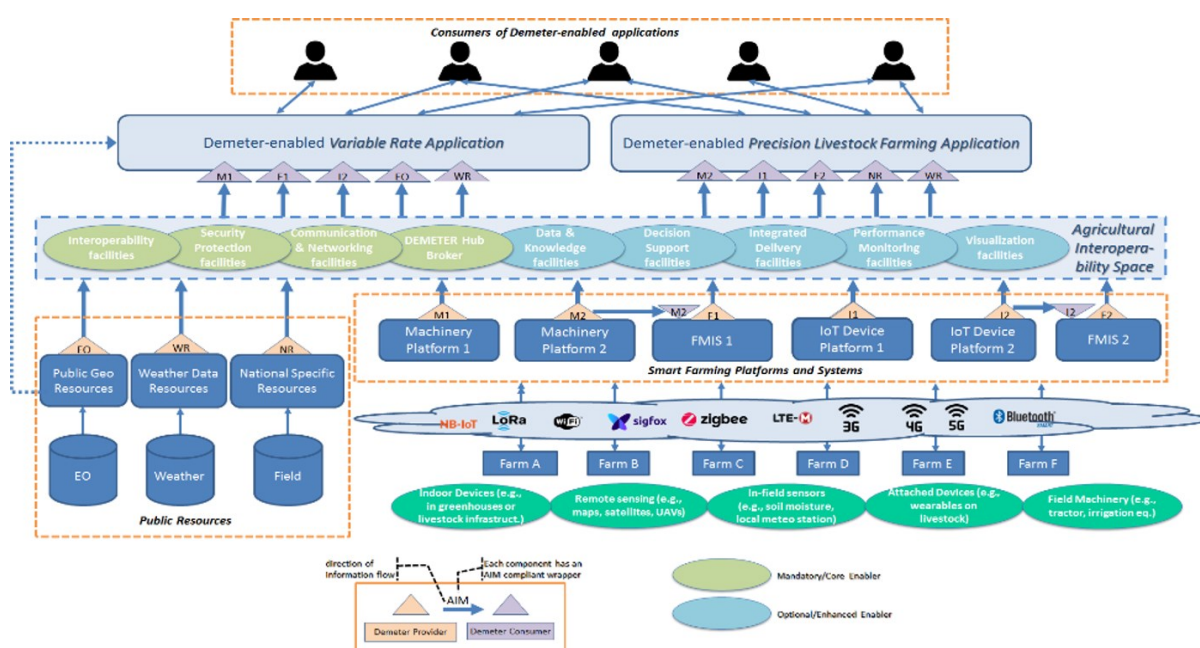 Consumers of Demeter-enabled applications
Demeter-enabled Variable Rate Application
Demeter-enabled Precision Livestock Farming Application
M1
F1
I2
EO
WR
M2
I1
F2
NR
WR
Interoperability
facilities
Security
Protection
facilities
Communication
& Networking
facilities
DEMETER Hub
Broker
Data &
Knowledge
facilities
Decision
Support
facilities
Integrated
Delivery
facilities
Performance
Monitoring
facilities
Visualization
facilities
Agricultural
Interopera-
bility Space
M1
M2
M2
F1
I1
I2
I2
F2
Machinery
Platform 1
Machinery
Platform 2
FMIS 1
IoT Device
Platform 1
IoT Device
Platform 2
FMIS 2
Smart Farming Platforms and Systems
EO
WR
NR
Public Geo
Resources
Weather Data
Resources
National Specific
Resources
EO
Weather
Field
Public Resources
NB-IoT
LoRa
WiFi
sigfox
zigbee
LTE-M
3G
4G
5G
Bluetooth
Farm A
Farm B
Farm C
Farm D
Farm E
Farm F
Indoor Devices (e.g.,
in greenhouses or
livestock infrastruct.)
Remote sensing (e.g.,
maps, satellites, UAVs)
In-field sensors
(e.g., soil moisture,
local meteo station)
Attached Devices (e.g.,
wearables on
livestock)
Field Machinery (e.g.,
tractor, irrigation eq.)
direction of
information flow
Each component has an
AIM compliant wrapper
AIM
Demeter Provider
Demeter Consumer
Mandatory/Core Enabler
Optional/Enhanced Enabler